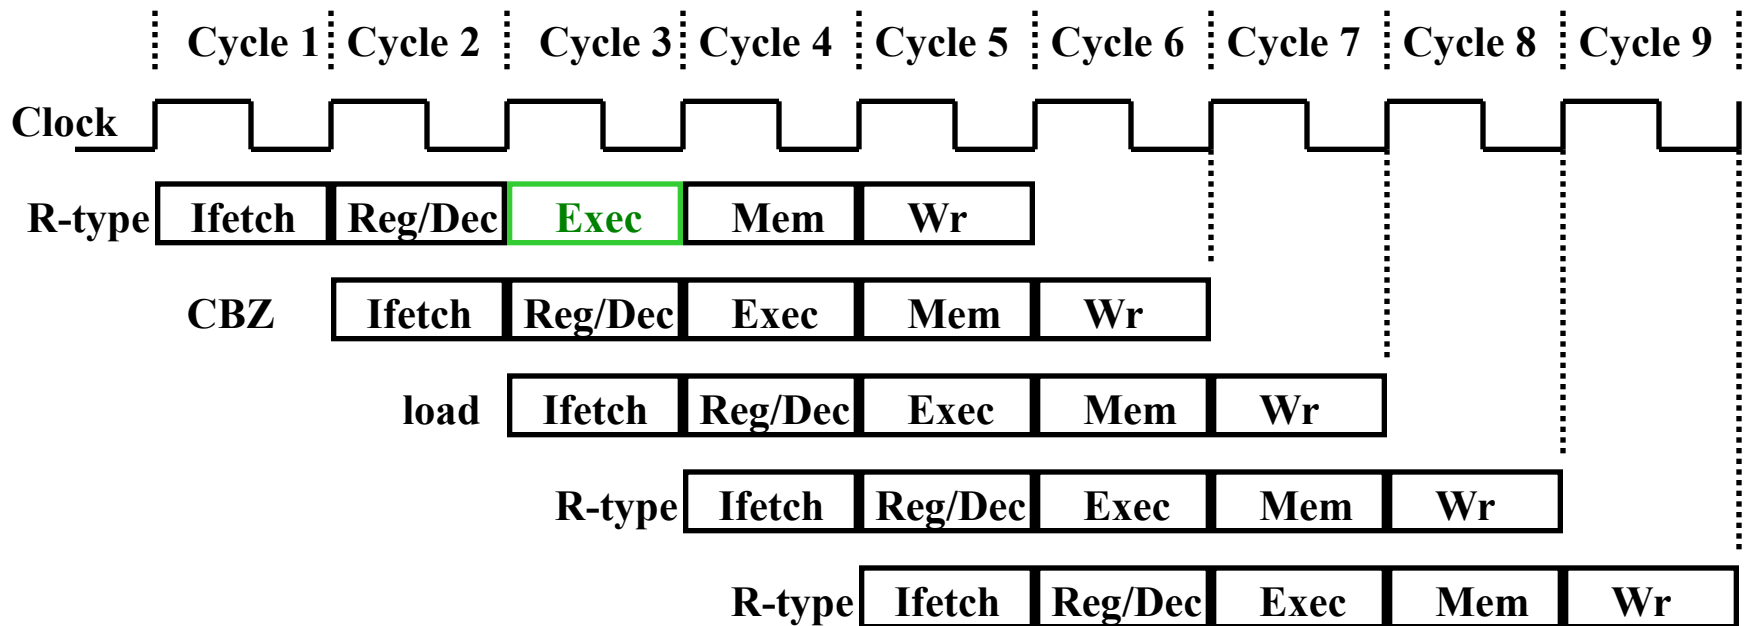 Cycle 1 Cycle 2 Cycle 3 Cycle 4 Cycle 5 Cycle 6 Cycle 7 Cycle 8 Cycle 9
Clock
R-type Ifetch Reg/Dec Exec Mem Wr
CBZ Ifetch Reg/Dec Exec Mem Wr
load Ifetch Reg/Dec Exec Mem Wr
R-type Ifetch Reg/Dec Exec Mem Wr
R-type Ifetch Reg/Dec Exec Mem Wr